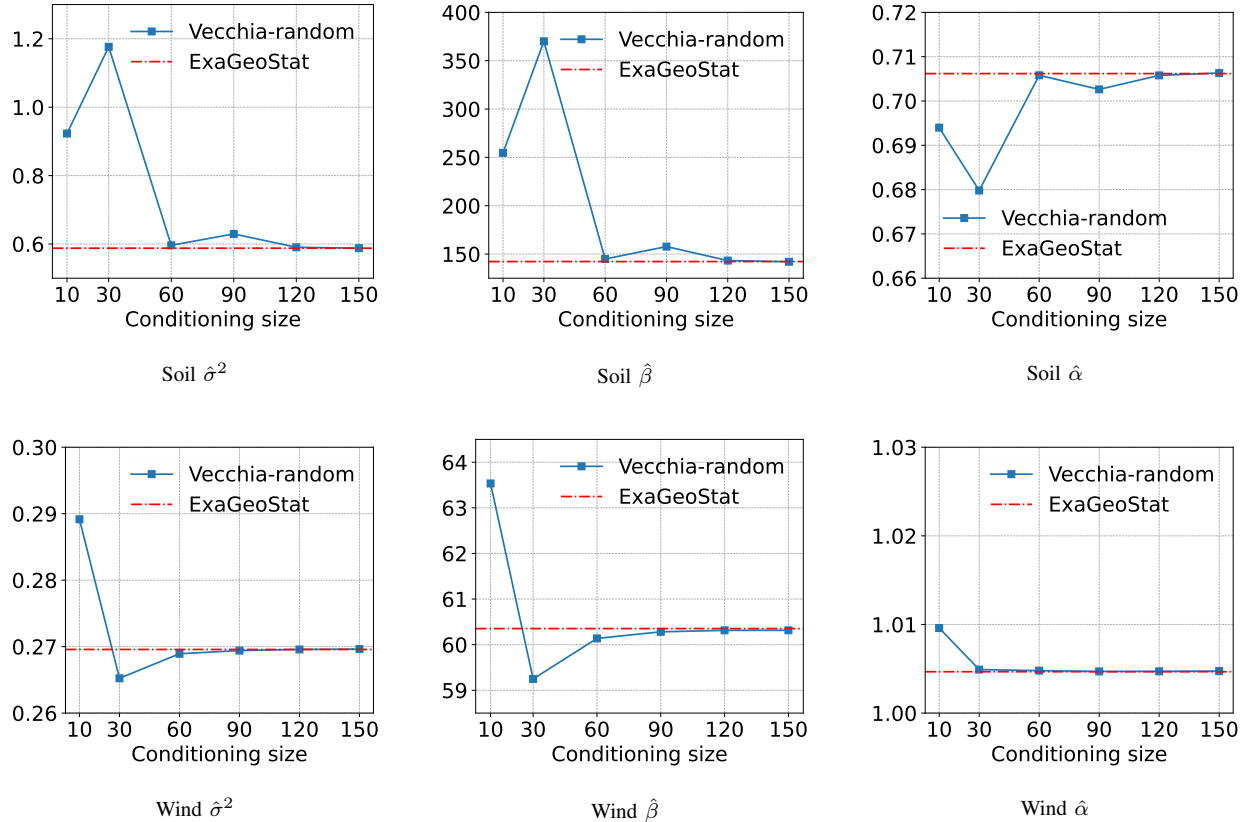 1.2
1.0
0.8
0.6
Vecchia-random
ExaGeoStat
10 30 60 90 120 150
Conditioning size
Soil σ̂²
400
350
300
250
200
150
Vecchia-random
ExaGeoStat
10 30 60 90 120 150
Conditioning size
Soil β̂
0.72
0.71
0.70
0.69
0.68
0.67
0.66
Vecchia-random
ExaGeoStat
10 30 60 90 120 150
Conditioning size
Soil α̂
0.30
0.29
0.28
0.27
0.26
Vecchia-random
ExaGeoStat
10 30 60 90 120 150
Conditioning size
Wind σ̂²
64
63
62
61
60
59
Vecchia-random
ExaGeoStat
10 30 60 90 120 150
Conditioning size
Wind β̂
1.03
1.02
1.01
1.00
Vecchia-random
ExaGeoStat
10 30 60 90 120 150
Conditioning size
Wind α̂